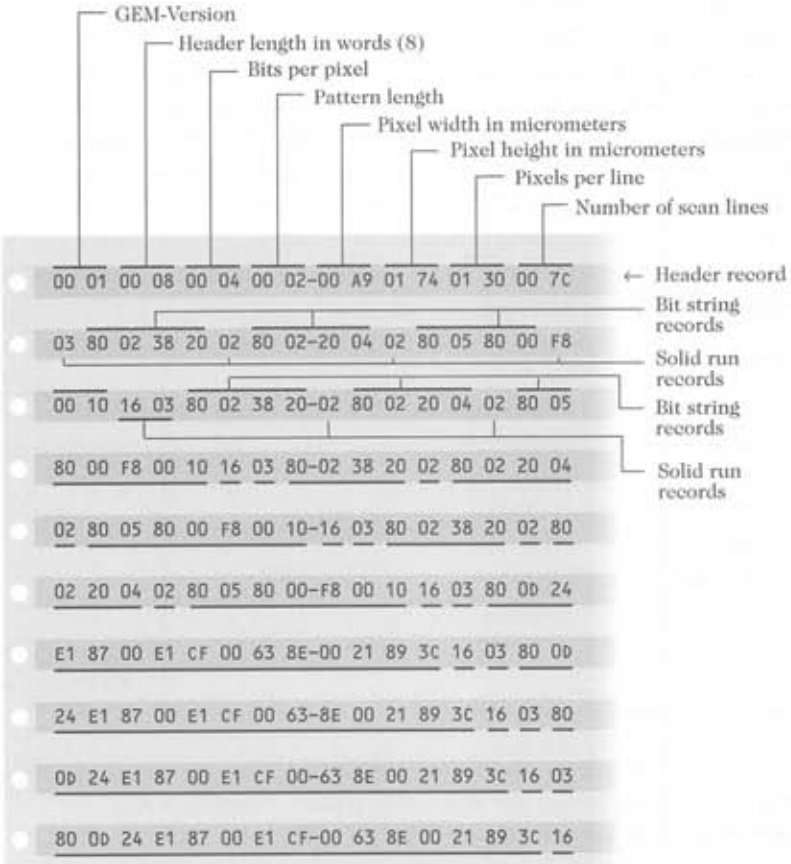 GEM-Version
Header length in words (8)
Bits per pixel
Pattern length
Pixel width in micrometers
Pixel height in micrometers
Pixels per line
Number of scan lines
00 01 00 08 00 04 00 02-00 A9 01 74 01 30 00 7C
← Header record
Bit string
records
03 80 02 38 20 02 80 02-20 04 02 80 05 80 00 F8
Solid run
records
00 10 16 03 80 02 38 20-02 80 02 20 04 02 80 05
Bit string
records
80 00 F8 00 10 16 03 80-02 38 20 02 80 02 20 04
Solid run
records
02 80 05 80 00 F8 00 10-16 03 80 02 38 20 02 80
02 20 04 02 80 05 80 00-F8 00 10 16 03 80 0D 24
E1 87 00 E1 CF 00 63 8E-00 21 89 3C 16 03 80 0D
24 E1 87 00 E1 CF 00 63-8E 00 21 89 3C 16 03 80
0D 24 E1 87 00 E1 CF 00-63 8E 00 21 89 3C 16 03
80 0D 24 E1 87 00 E1 CF-00 63 8E 00 21 89 3C 16